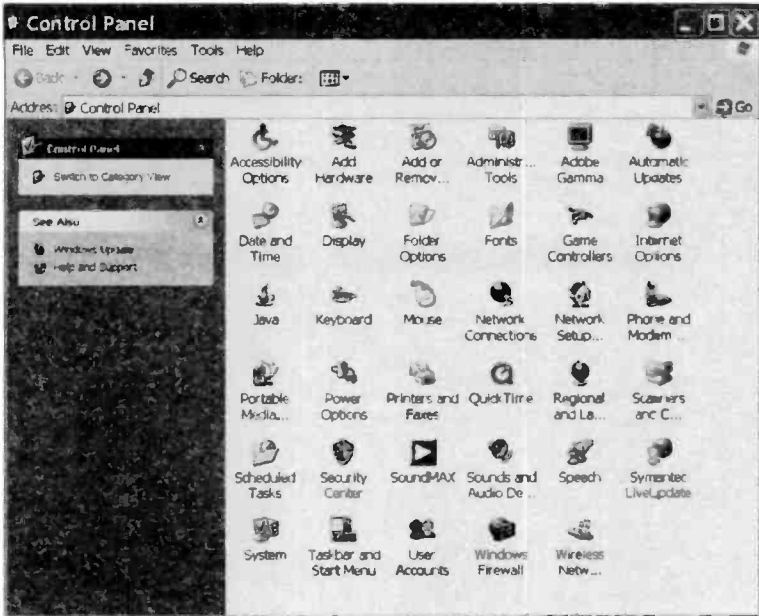 Control Panel
File Edit View Favorites Tools Help
Back Search Folders
Address Control Panel Go
Control Panel
Switch to Category View
See Also
Windows Update
Help and Support
Accessibility Options
Add Hardware
Add or Remov...
Administr... Tools
Adobe Gamma
Automatic Updates
Date and Time
Display
Folder Options
Fonts
Game Controllers
Internet Options
Java
Keyboard
Mouse
Network Connections
Network Setup...
Phone and Modem ...
Portable Media...
Power Options
Printers and Faxes
QuickTime
Regional and La...
Scanners and C...
Scheduled Tasks
Security Center
SoundMAX
Sounds and Audio De...
Speech
Symantec LiveUpdate
System
Taskbar and Start Menu
User Accounts
Windows Firewall
Wireless Netw...